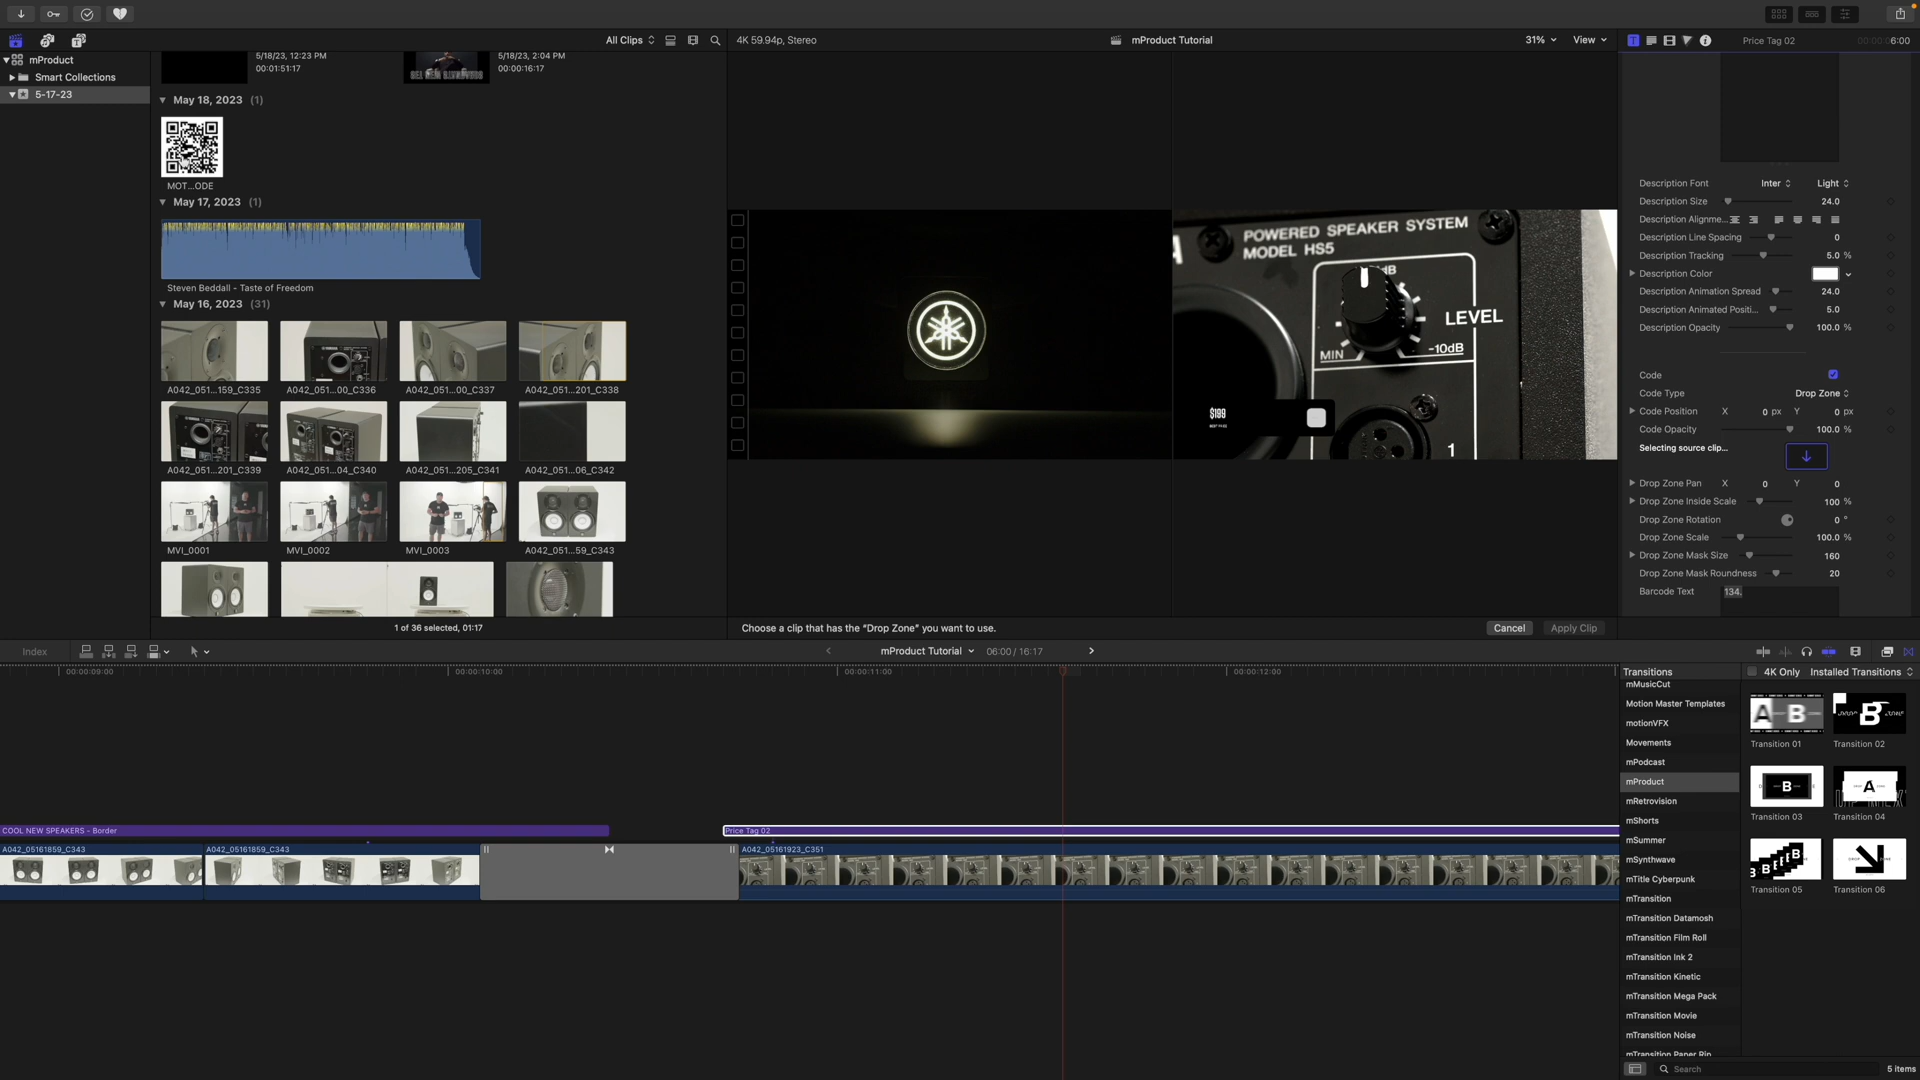 All Clips
4K 59.94p, Stereo
mProduct Tutorial
31%
View
Price Tag 02
6:00
mProduct
Smart Collections
5-17-23
5/18/23, 12:23 PM
00:01:51:17
5/18/23, 2:04 PM
00:00:16:17
May 18, 2023 (1)
MOT...ODE
May 17, 2023 (1)
Steven Beddall - Taste of Freedom
May 16, 2023 (31)
A042_051...159_C335
A042_051...00_C336
A042_051...00_C337
A042_051...201_C338
A042_051...201_C339
A042_051...04_C340
A042_051...205_C341
A042_051...06_C342
MVI_0001
MVI_0002
MVI_0003
A042_051...59_C343
1 of 36 selected, 01:17
POWERED SPEAKER SYSTEM
MODEL HS5
dB
LEVEL
MIN
-10dB
$199
1
Choose a clip that has the “Drop Zone” you want to use.
Cancel
Apply Clip
Description Font Inter Light
Description Size 24.0
Description Alignme...
Description Line Spacing 0
Description Tracking 5.0 %
Description Color
Description Animation Spread 24.0
Description Animated Positi... 5.0
Description Opacity 100.0 %
Code
Code Type Drop Zone
Code Position X 0 px Y 0 px
Code Opacity 100.0 %
Selecting source clip...
Drop Zone Pan X 0 Y 0
Drop Zone Inside Scale 100 %
Drop Zone Rotation 0 °
Drop Zone Scale 100.0 %
Drop Zone Mask Size 160
Drop Zone Mask Roundness 20
Barcode Text 134.
Index
mProduct Tutorial
06:00 / 16:17
00:00:09:00
00:00:10:00
00:00:11:00
00:00:12:00
COOL NEW SPEAKERS - Border
Price Tag 02
A042_05161859_C343
A042_05161859_C343
A042_05161923_C351
Transitions
4K Only
Installed Transitions
mMusicCut
Motion Master Templates
motionVFX
Movements
mPodcast
mProduct
mRetrovision
mShorts
mSummer
mSynthwave
mTitle Cyberpunk
mTransition
mTransition Datamosh
mTransition Film Roll
mTransition Ink 2
mTransition Kinetic
mTransition Mega Pack
mTransition Movie
mTransition Noise
mTransition Paper Rip
A B
Transition 01
B
Transition 02
B
Transition 03
A
Transition 04
B
Transition 05
Transition 06
Search
5 items